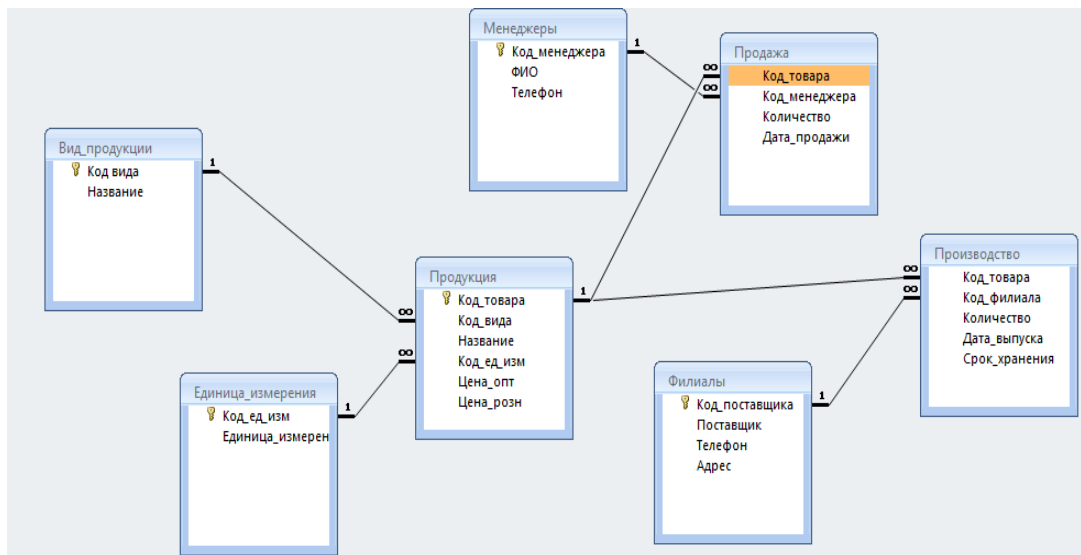 Менеджеры
Код_менеджера
ФИО
Телефон
1
Продажа
Код_товара
Код_менеджера
Количество
Дата_продажи
∞
∞
Вид_продукции
Код вида
Название
1
Продукция
Код_товара
Код_вида
Название
Код_ед_изм
Цена_опт
Цена_розн
∞
∞
1
Производство
Код_товара
Код_филиала
Количество
Дата_выпуска
Срок_хранения
∞
∞
Единица_измерения
Код_ед_изм
Единица_измерен
1
Филиалы
Код_поставщика
Поставщик
Телефон
Адрес
1